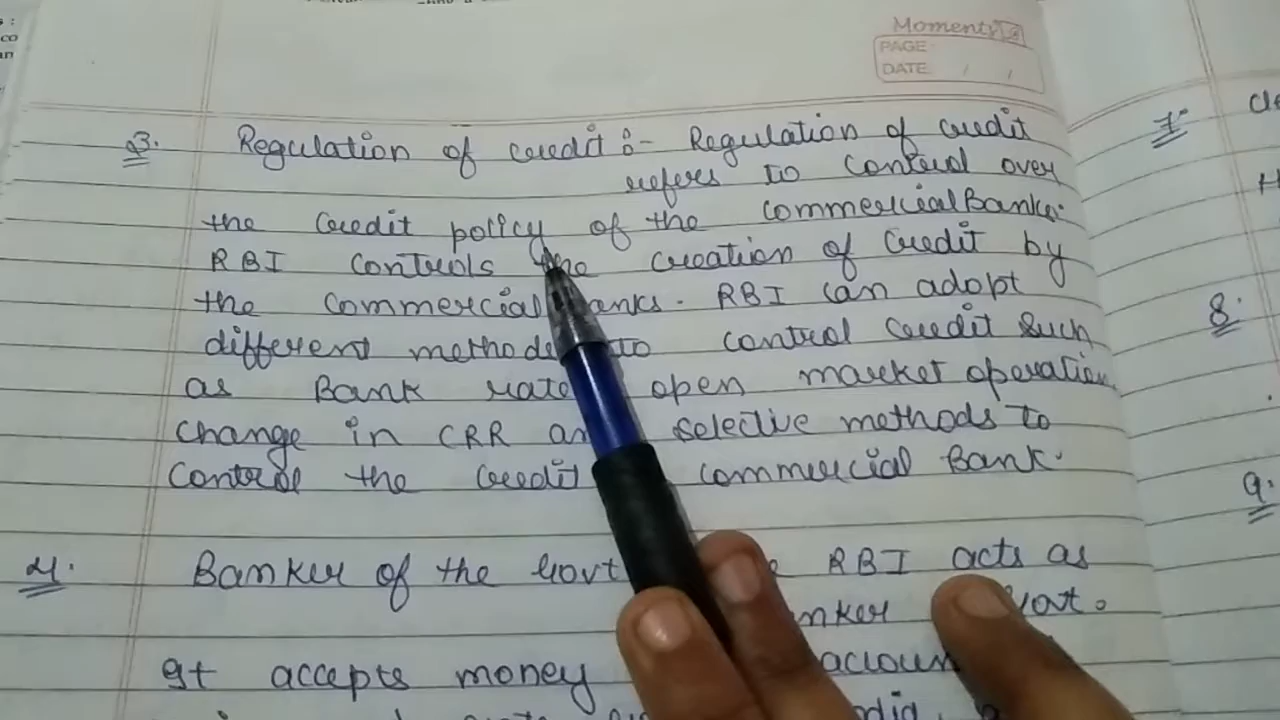 Moments
PAGE
DATE / /
3. Regulation of credit :- Regulation of credit
refers to control over
the credit policy of the commercial Banks.
RBI controls the creation of credit by
the commercial Banks. RBI can adopt
different methods to control credit such
as Bank rate open market operation
change in CRR and selective methods to
control the credit commercial Bank.
4. Banker of the Govt RBI acts as
Govt.
It accepts money
7.
8.
9.